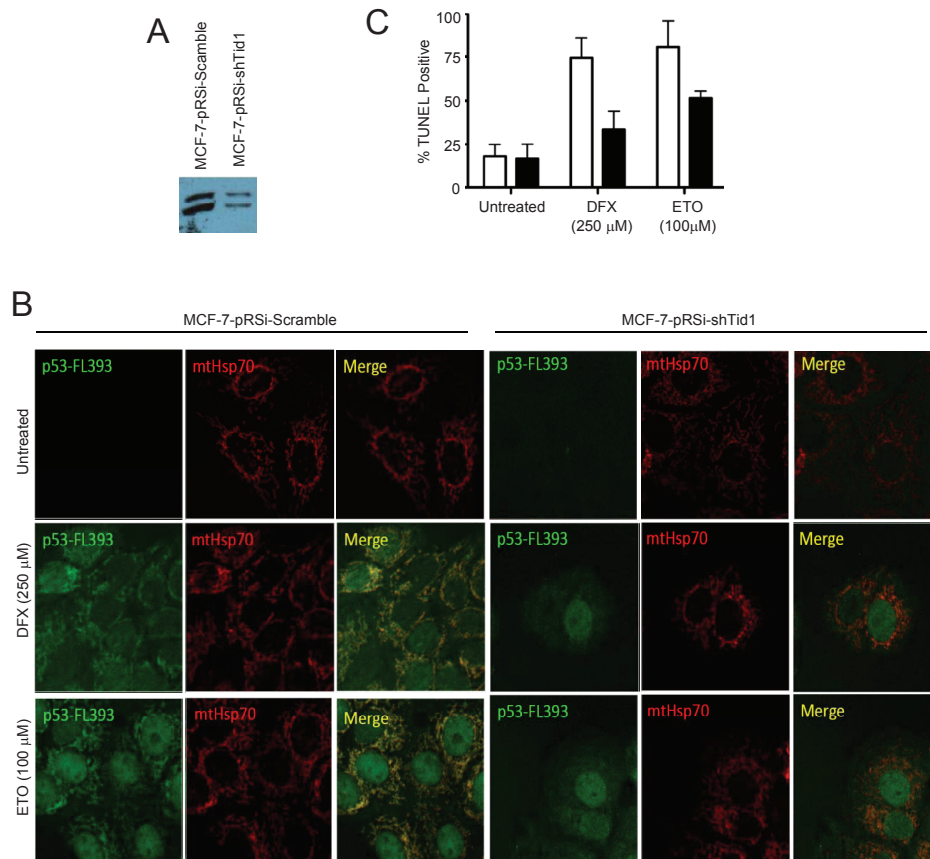 A
MCF-7-pRSi-Scamble
MCF-7-pRSi-shTid1
C
% TUNEL Positive
100
75
50
25
0
Untreated
DFX
(250 µM)
ETO
(100µM)
B
MCF-7-pRSi-Scramble
MCF-7-pRSi-shTid1
Untreated
p53-FL393
mtHsp70
Merge
p53-FL393
mtHsp70
Merge
DFX (250 µM)
p53-FL393
mtHsp70
Merge
p53-FL393
mtHsp70
Merge
ETO (100 µM)
p53-FL393
mtHsp70
Merge
p53-FL393
mtHsp70
Merge